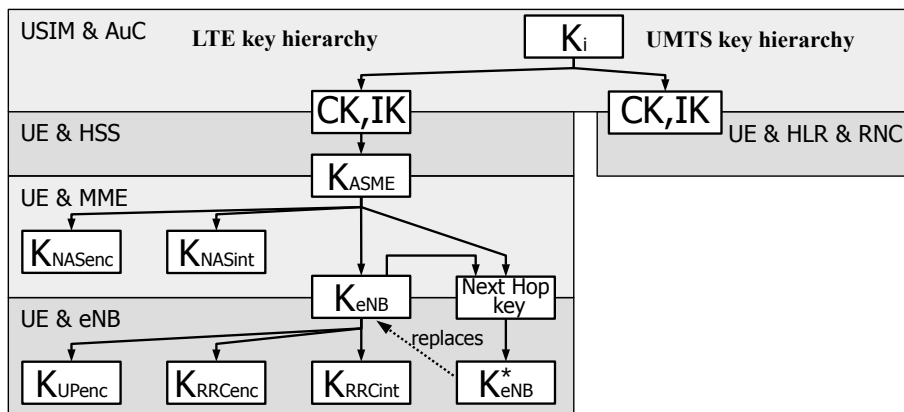 USIM & AuC
LTE key hierarchy
Ki
UMTS key hierarchy
CK,IK
CK,IK
UE & HSS
UE & HLR & RNC
KASME
UE & MME
KNASenc
KNASint
KeNB
Next Hop
key
UE & eNB
replaces
KUPenc
KRRCenc
KRRCint
K*eNB